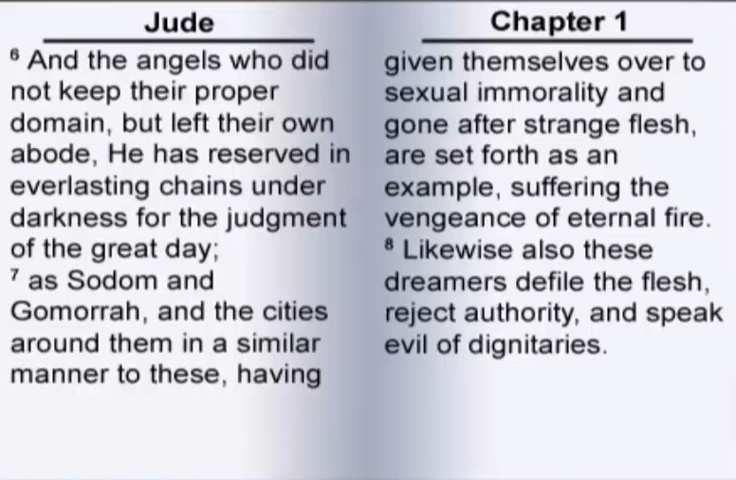 Jude
⁶ And the angels who did
not keep their proper
domain, but left their own
abode, He has reserved in
everlasting chains under
darkness for the judgment
of the great day;
⁷ as Sodom and
Gomorrah, and the cities
around them in a similar
manner to these, having
Chapter 1
given themselves over to
sexual immorality and
gone after strange flesh,
are set forth as an
example, suffering the
vengeance of eternal fire.
⁸ Likewise also these
dreamers defile the flesh,
reject authority, and speak
evil of dignitaries.